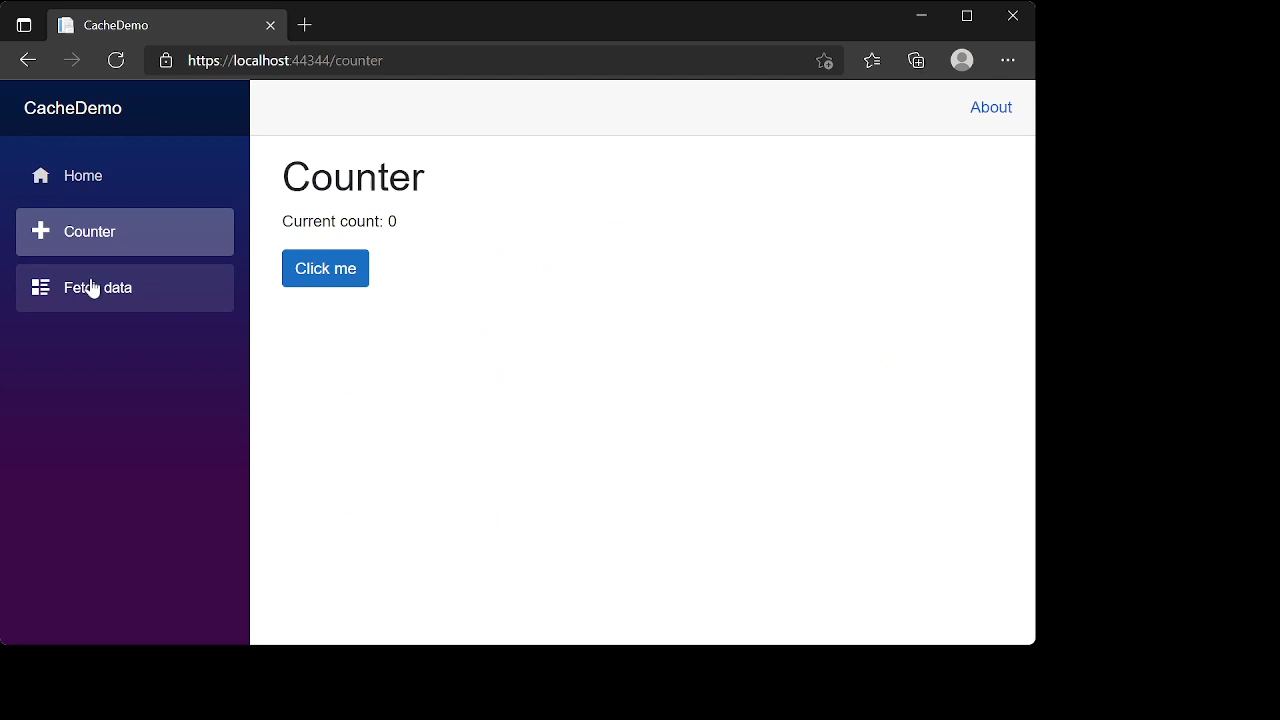 CacheDemo
https://localhost:44344/counter
CacheDemo
About
Home
Counter
Fetch data
Counter
Current count: 0
Click me